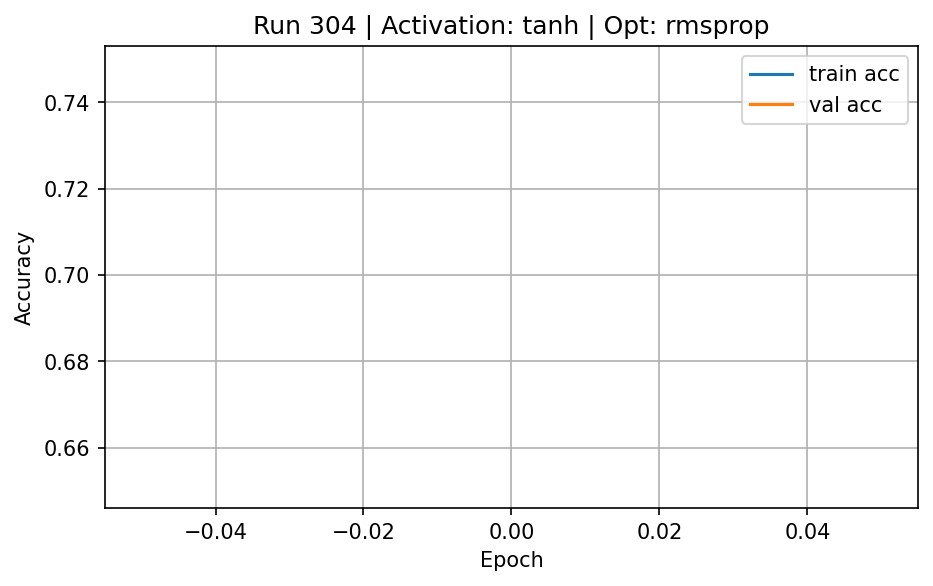 Run 304 | Activation: tanh | Opt: rmsprop
train acc
val acc
0.74
0.72
0.70
0.68
0.66
Accuracy
−0.04 −0.02 0.00 0.02 0.04
Epoch